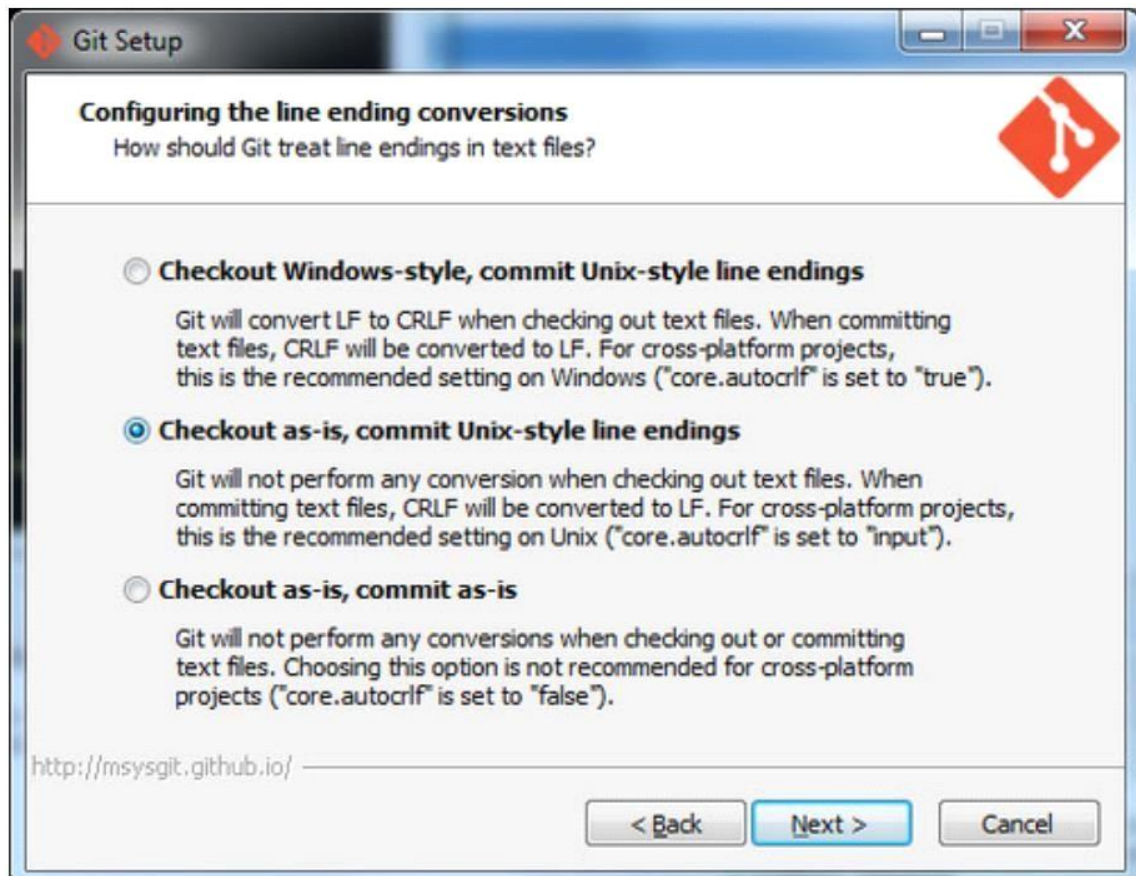 Git Setup
Configuring the line ending conversions
How should Git treat line endings in text files?
Checkout Windows-style, commit Unix-style line endings
Git will convert LF to CRLF when checking out text files. When committing
text files, CRLF will be converted to LF. For cross-platform projects,
this is the recommended setting on Windows ("core.autocrlf" is set to "true").
Checkout as-is, commit Unix-style line endings
Git will not perform any conversion when checking out text files. When
committing text files, CRLF will be converted to LF. For cross-platform projects,
this is the recommended setting on Unix ("core.autocrlf" is set to "input").
Checkout as-is, commit as-is
Git will not perform any conversions when checking out or committing
text files. Choosing this option is not recommended for cross-platform
projects ("core.autocrlf" is set to "false").
http://msysgit.github.io/
< Back
Next >
Cancel